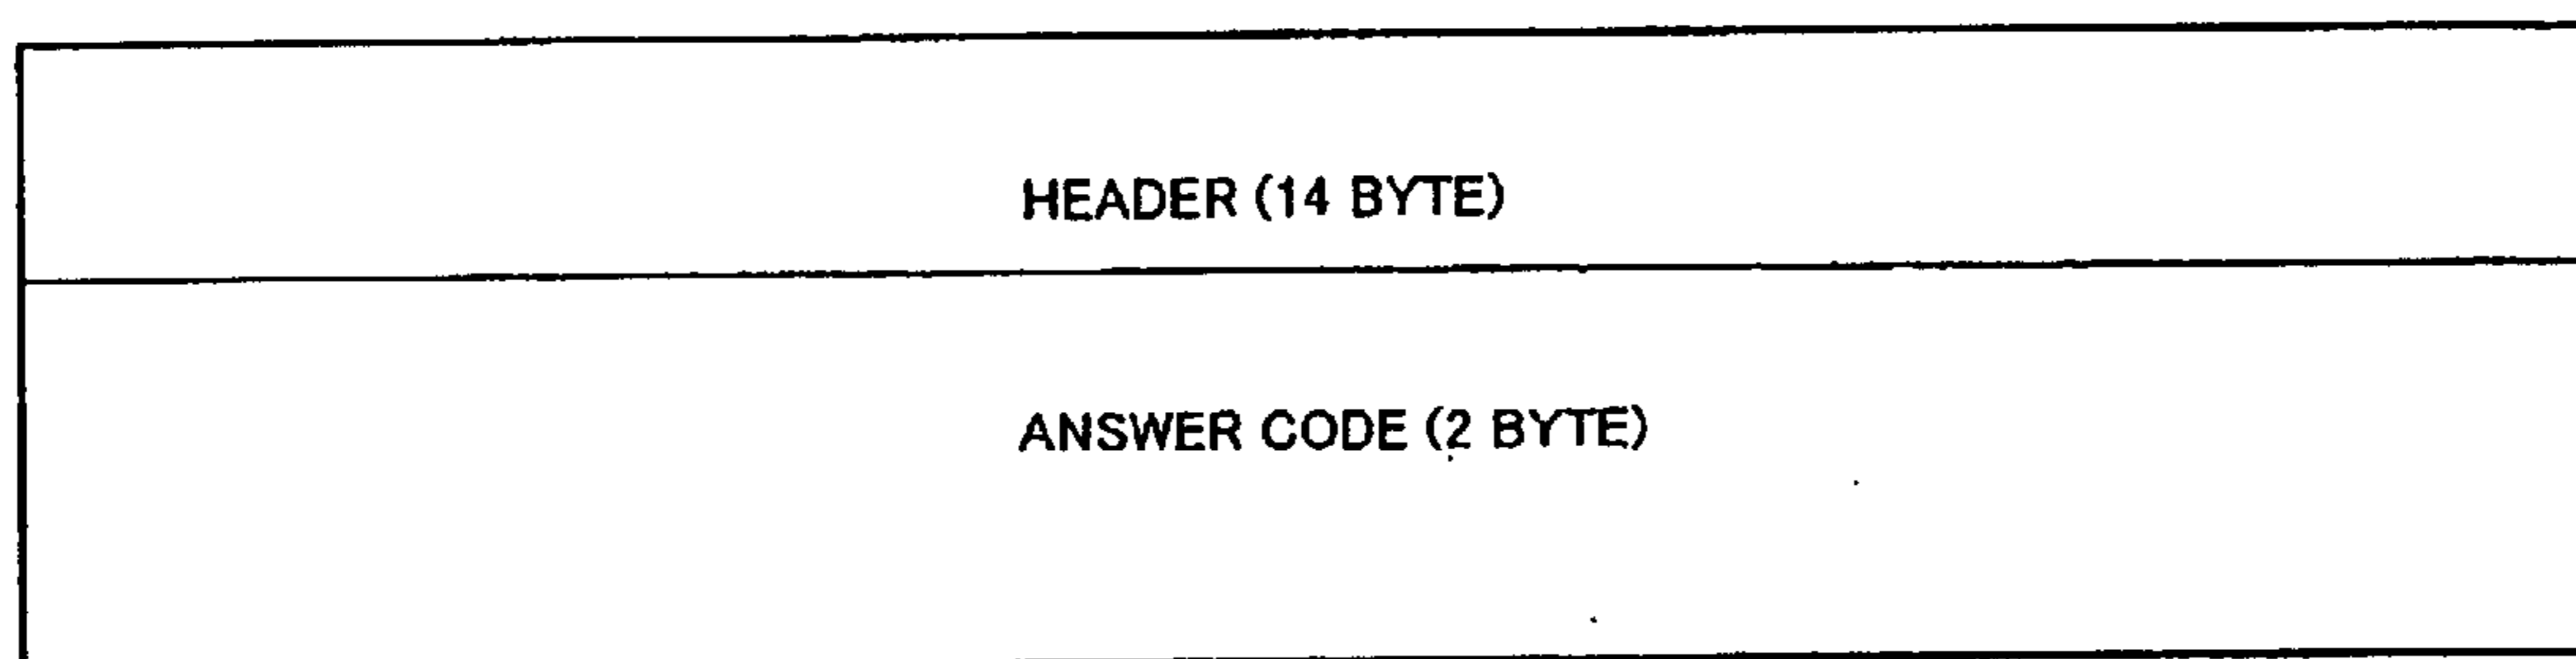 HEADER (14 BYTE)
ANSWER CODE (2 BYTE)